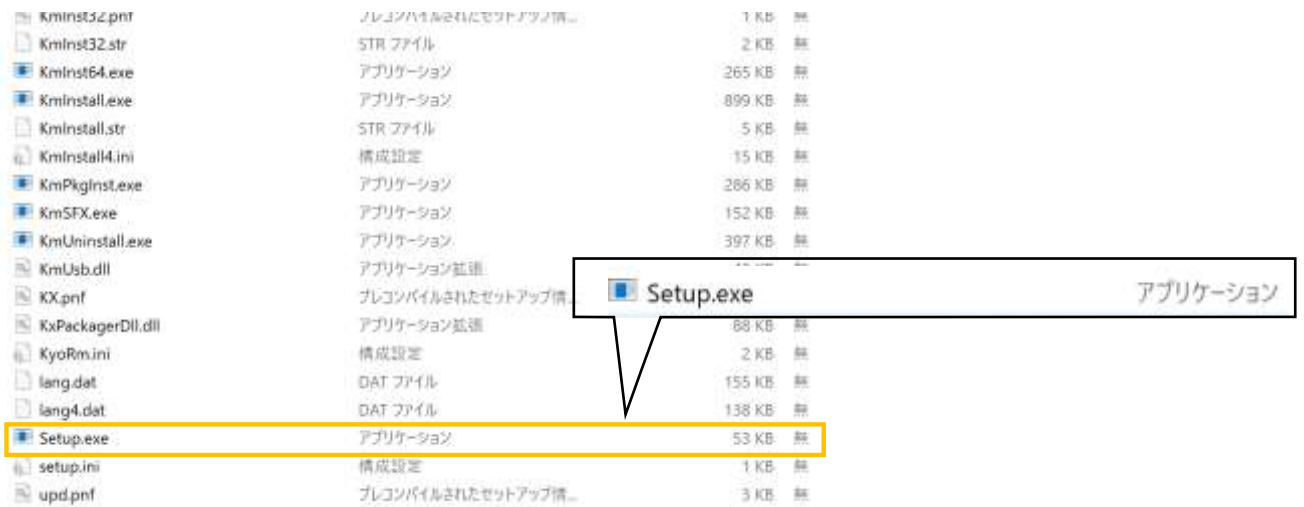 KmInst32.pnf プレコンパイルされたセットアップ情... 1 KB 無
KmInst32.str STR ファイル 2 KB 無
KmInst64.exe アプリケーション 265 KB 無
KmInstall.exe アプリケーション 899 KB 無
KmInstall.str STR ファイル 5 KB 無
KmInstall4.ini 構成設定 15 KB 無
KmPkgInst.exe アプリケーション 286 KB 無
KmSFX.exe アプリケーション 152 KB 無
KmUninstall.exe アプリケーション 397 KB 無
KmUsb.dll アプリケーション拡張
KX.pnf プレコンパイルされたセットアップ情...
Setup.exe アプリケーション
KxPackagerDll.dll アプリケーション拡張 88 KB 無
KyoRm.ini 構成設定 2 KB 無
lang.dat DAT ファイル 155 KB 無
lang4.dat DAT ファイル 138 KB 無
Setup.exe アプリケーション 53 KB 無
setup.ini 構成設定 1 KB 無
upd.pnf プレコンパイルされたセットアップ情... 3 KB 無